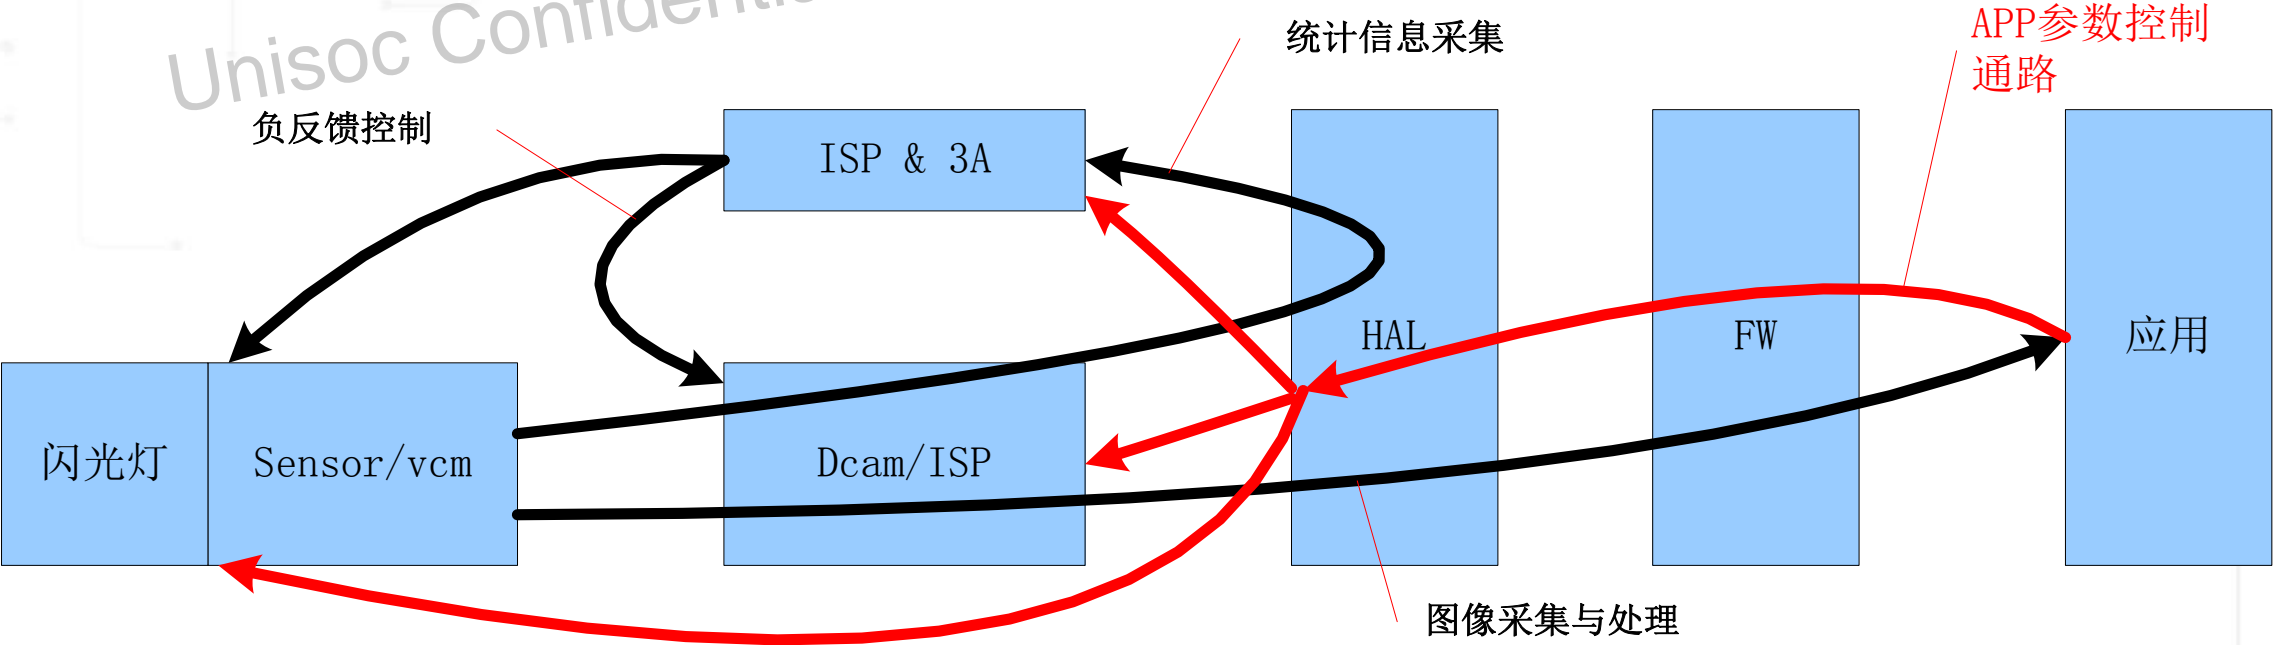 Unisoc Confidentia
统计信息采集
APP参数控制
通路
负反馈控制
ISP & 3A
HAL
FW
应用
闪光灯
Sensor/vcm
Dcam/ISP
图像采集与处理